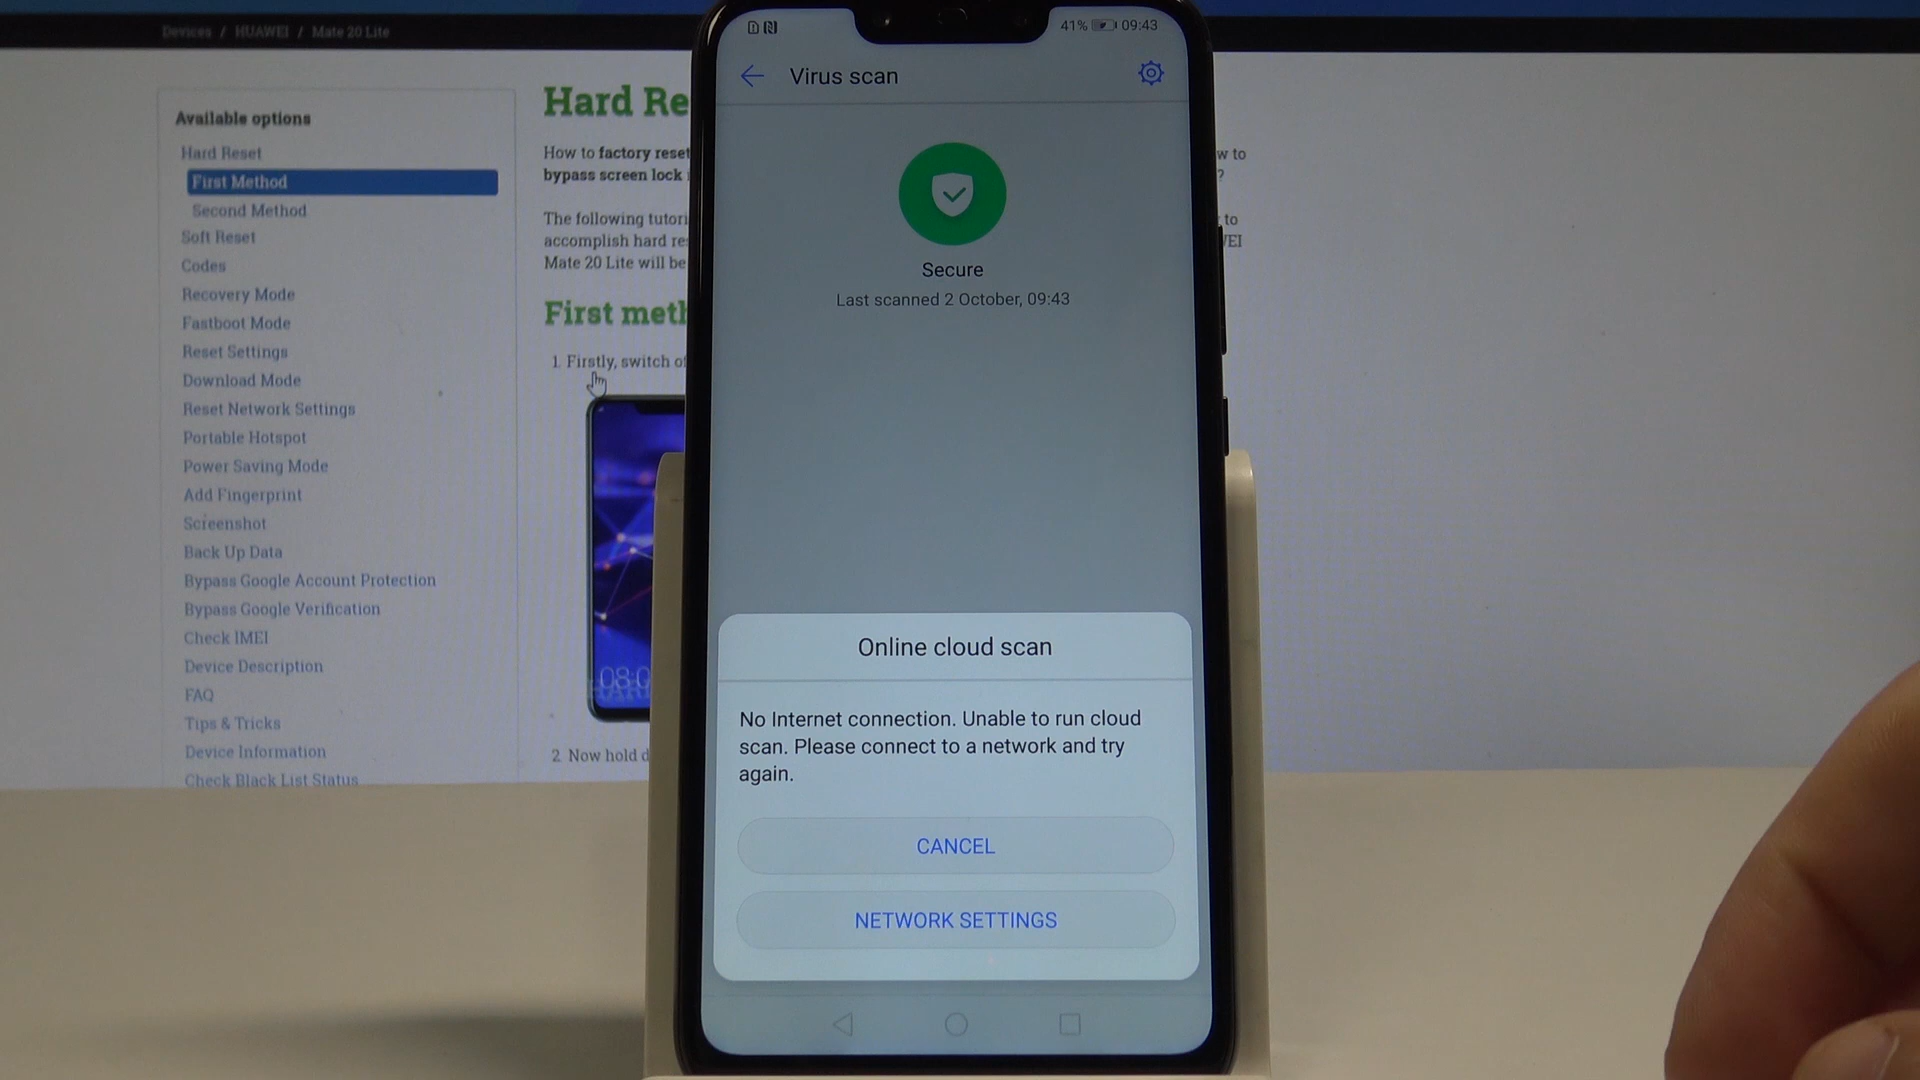 Devices / HUAWEI / Mate 20 Lite
Available options
Hard Reset
First Method
Second Method
Soft Reset
Codes
Recovery Mode
Fastboot Mode
Reset Settings
Download Mode
Reset Network Settings
Portable Hotspot
Power Saving Mode
Add Fingerprint
Screenshot
Back Up Data
Bypass Google Account Protection
Bypass Google Verification
Check IMEI
Device Description
FAQ
Tips & Tricks
Device Information
Check Black List Status
Hard Re
How to factory reset
bypass screen lock
The following tutori
accomplish hard re
Mate 20 Lite will be
First meth
1. Firstly, switch of
08:0
2. Now hold d
w to
?
to
EI
41% 09:43
Virus scan
Secure
Last scanned 2 October, 09:43
Online cloud scan
No Internet connection. Unable to run cloud
scan. Please connect to a network and try
again.
CANCEL
NETWORK SETTINGS